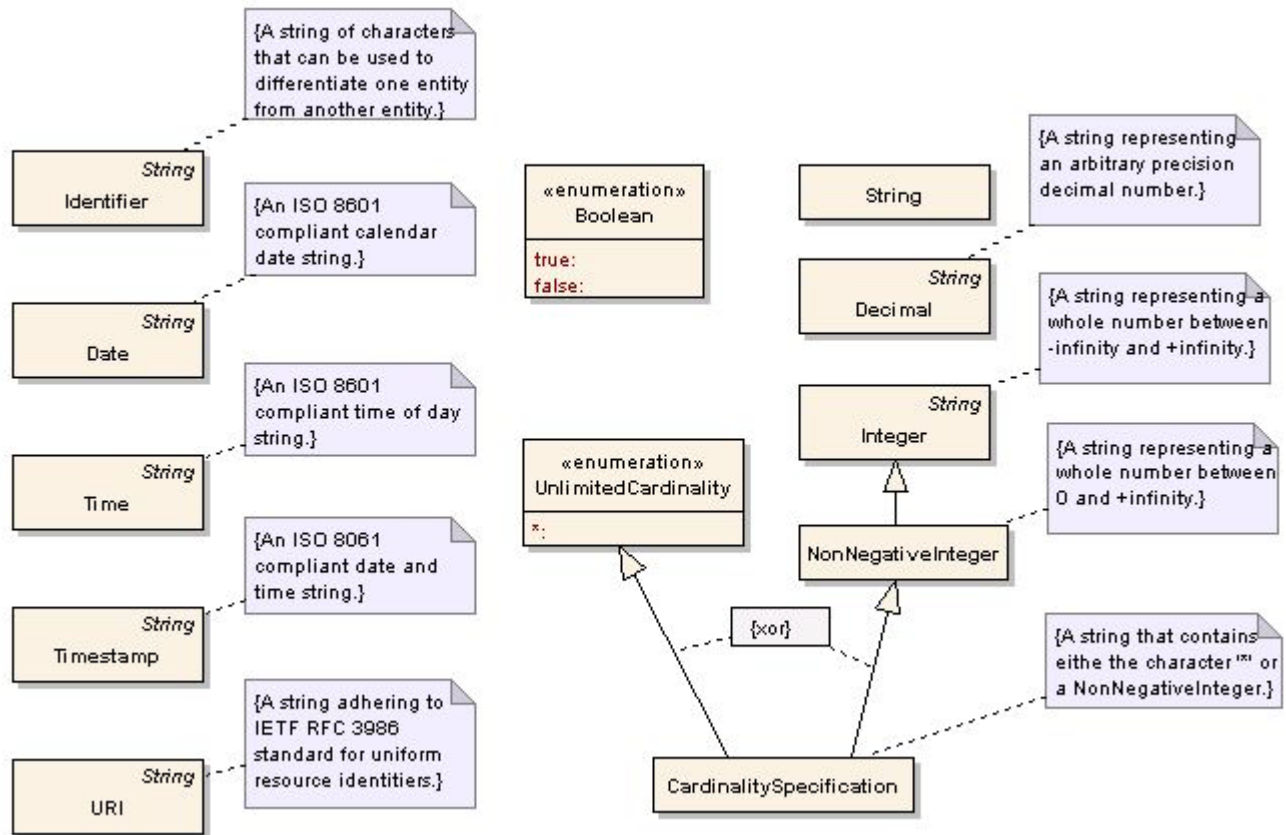 {A string of characters
that can be used to
differentiate one entity
from another entity.}
String
Identifier
{An ISO 8601
compliant calendar
date string.}
String
Date
{An ISO 8601
compliant time of day
string.}
String
Time
{An ISO 8061
compliant date and
time string.}
String
Timestamp
{A string adhering to
IETF RFC 3986
standard for uniform
resource identitiers.}
String
URI
«enumeration»
Boolean
true:
false:
«enumeration»
UnlimitedCardinality
*:
{xor}
CardinalitySpecification
String
{A string representing
an arbitrary precision
decimal number.}
String
Decimal
{A string representing a
whole number between
-infinity and +infinity.}
String
Integer
{A string representing a
whole number between
0 and +infinity.}
NonNegativeInteger
{A string that contains
eithe the character '*' or
a NonNegativeInteger.}